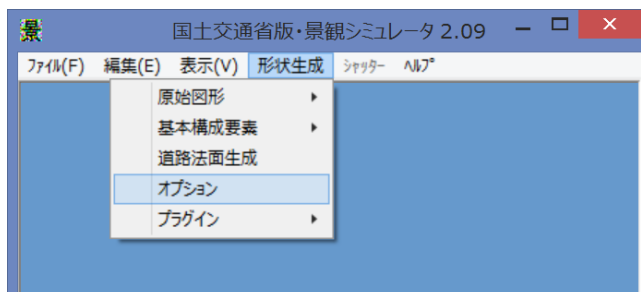 景 国土交通省版・景観シミュレータ 2.09
ﾌｧｲﾙ(F) 編集(E) 表示(V) 形状生成 ｼｬｯﾀｰ ﾍﾙﾌﾟ
原始図形
基本構成要素
道路法面生成
オプション
プラグイン